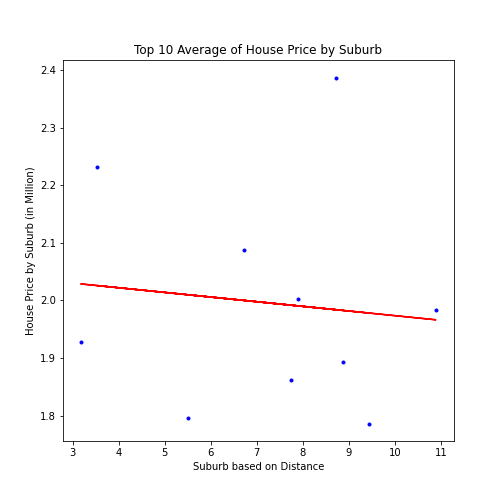 Top 10 Average of House Price by Suburb
House Price by Suburb (in Million)
2.4
2.3
2.2
2.1
2.0
1.9
1.8
3 4 5 6 7 8 9 10 11
Suburb based on Distance